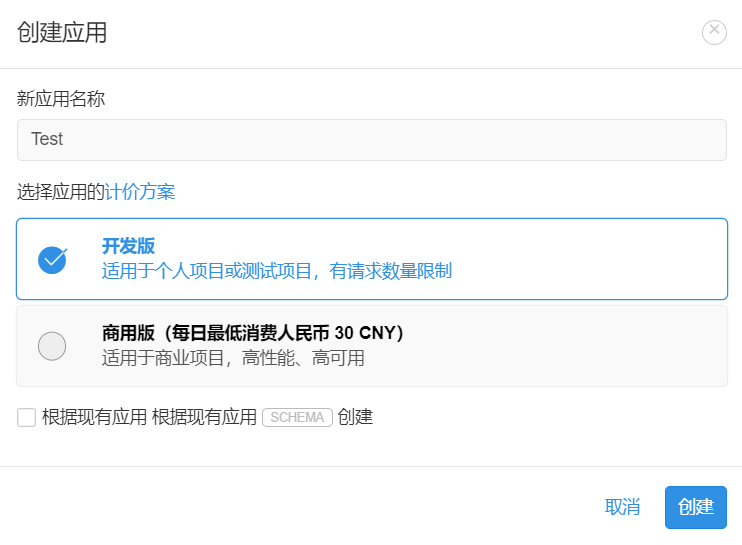 创建应用
新应用名称
Test
选择应用的计价方案
开发版
适用于个人项目或测试项目，有请求数量限制
商用版（每日最低消费人民币 30 CNY）
适用于商业项目，高性能、高可用
根据现有应用 根据现有应用 SCHEMA 创建
取消 创建